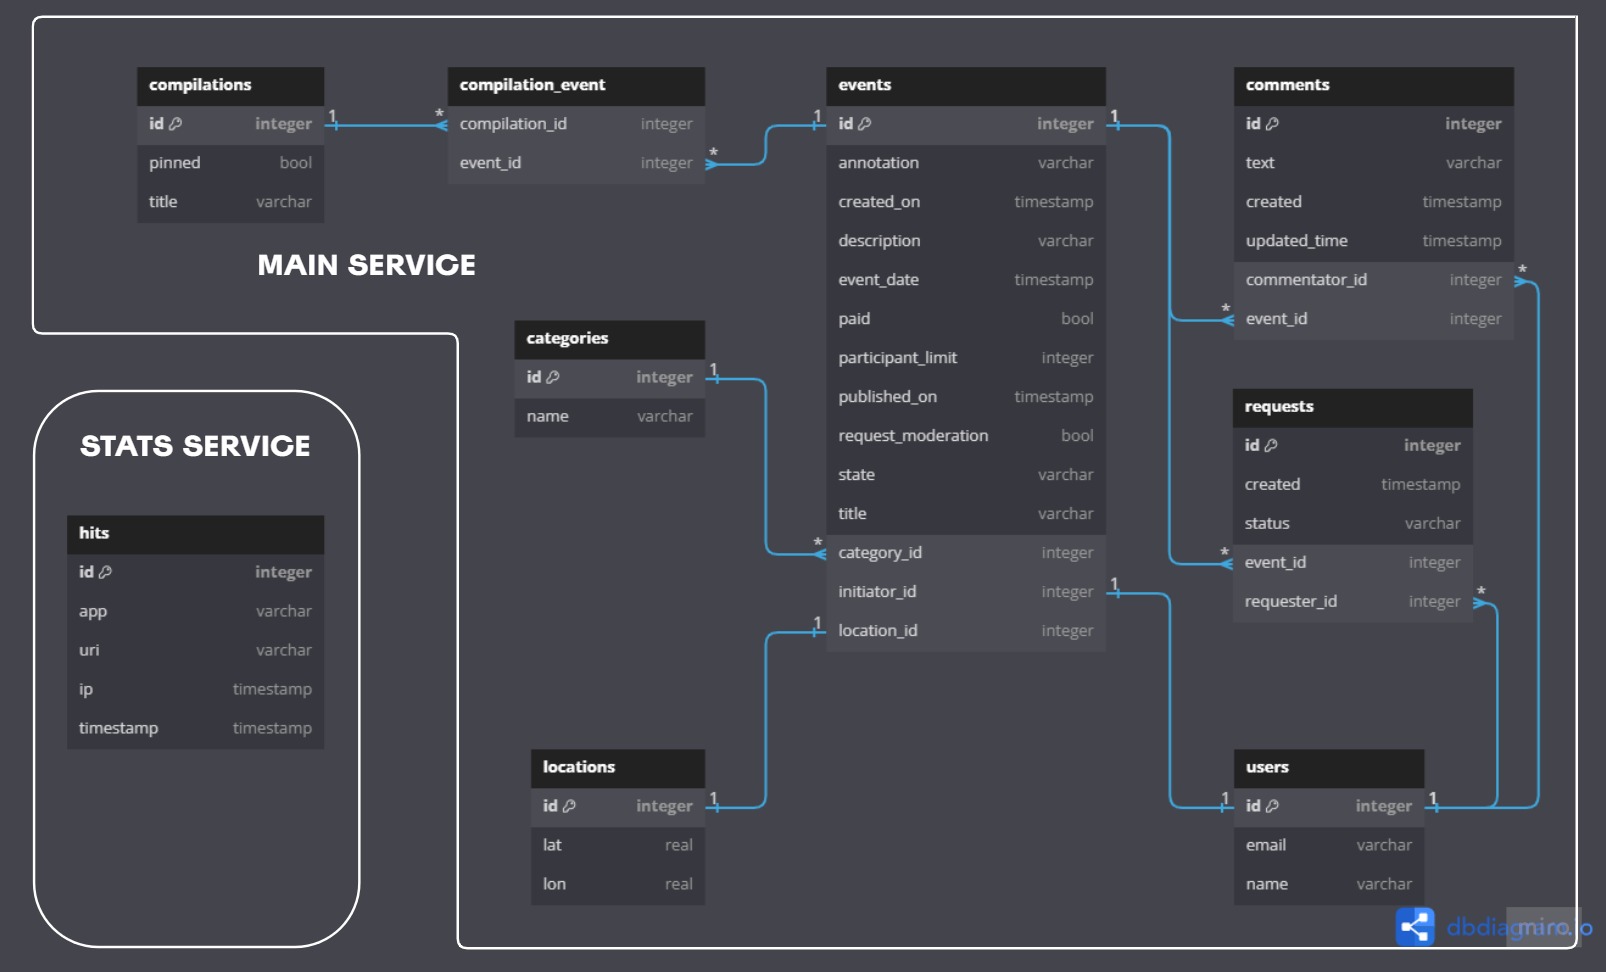 compilations
id integer
pinned bool
title varchar
1
*
compilation_event
compilation_id integer
event_id integer
*
1
events
id integer
annotation varchar
created_on timestamp
description varchar
event_date timestamp
paid bool
participant_limit integer
published_on timestamp
request_moderation bool
state varchar
title varchar
category_id integer
initiator_id integer
location_id integer
1
*
1
1
comments
id integer
text varchar
created timestamp
updated_time timestamp
commentator_id integer
event_id integer
*
*
MAIN SERVICE
categories
id integer
name varchar
1
requests
id integer
created timestamp
status varchar
event_id integer
requester_id integer
*
*
STATS SERVICE
hits
id integer
app varchar
uri varchar
ip timestamp
timestamp timestamp
locations
id integer
lat real
lon real
1
users
id integer
email varchar
name varchar
1
1
dbdiagram.io
miro